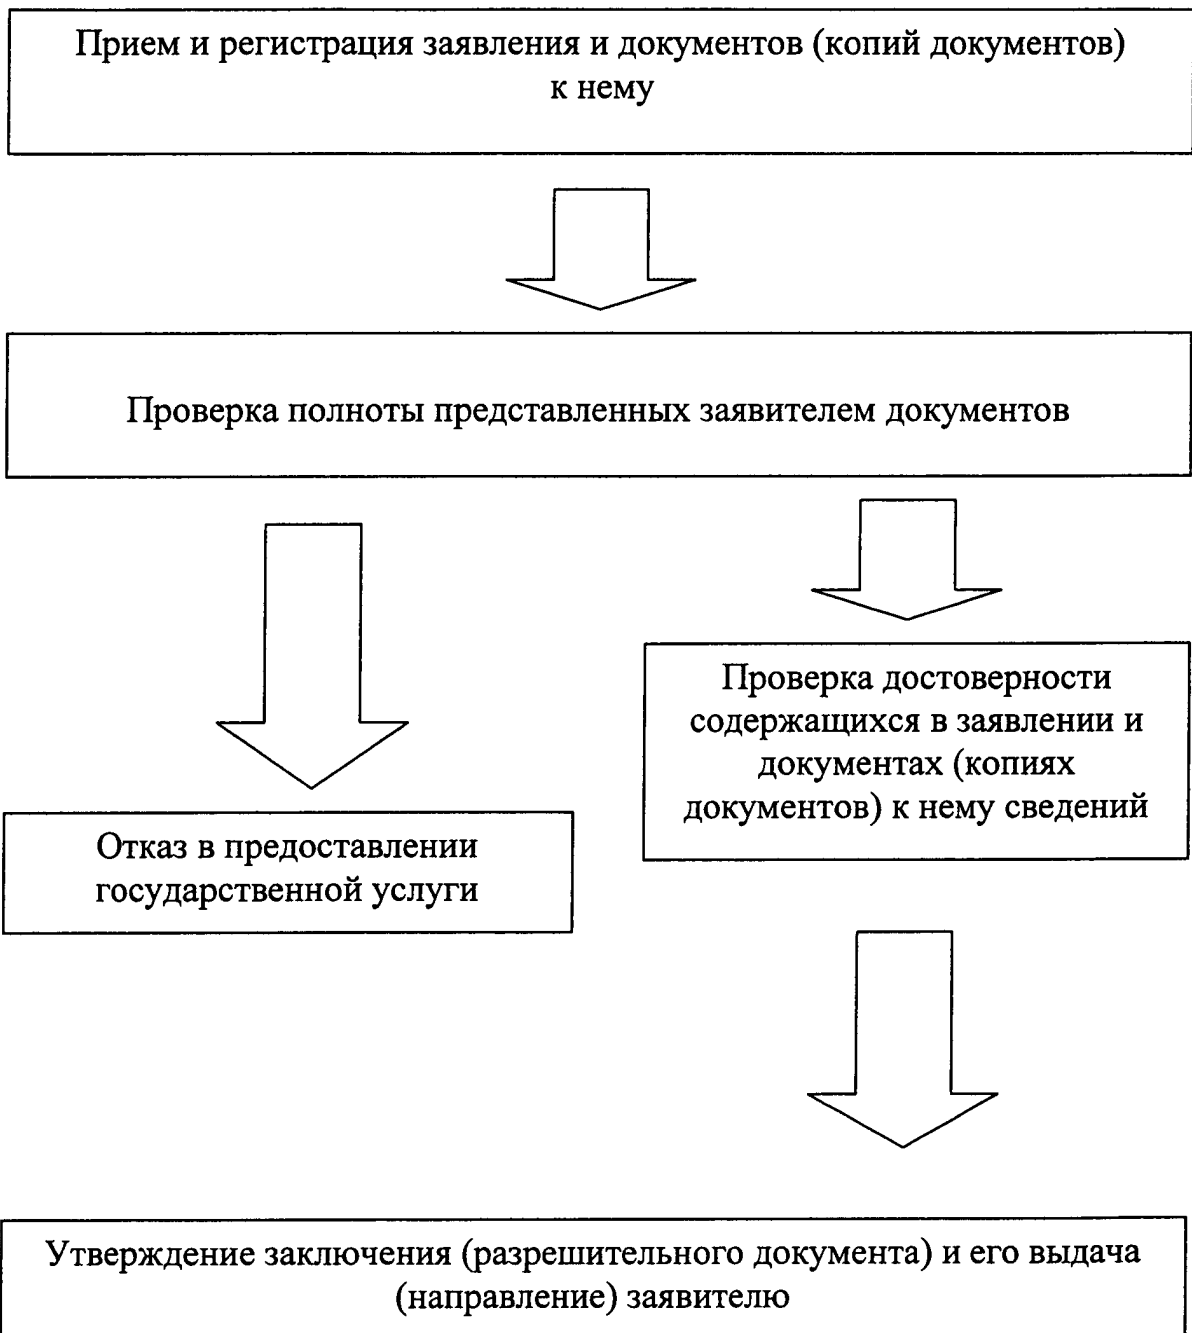 Прием и регистрация заявления и документов (копий документов)
к нему
Проверка полноты представленных заявителем документов
Проверка достоверности
содержащихся в заявлении и
документах (копиях
документов) к нему сведений
Отказ в предоставлении
государственной услуги
Утверждение заключения (разрешительного документа) и его выдача
(направление) заявителю